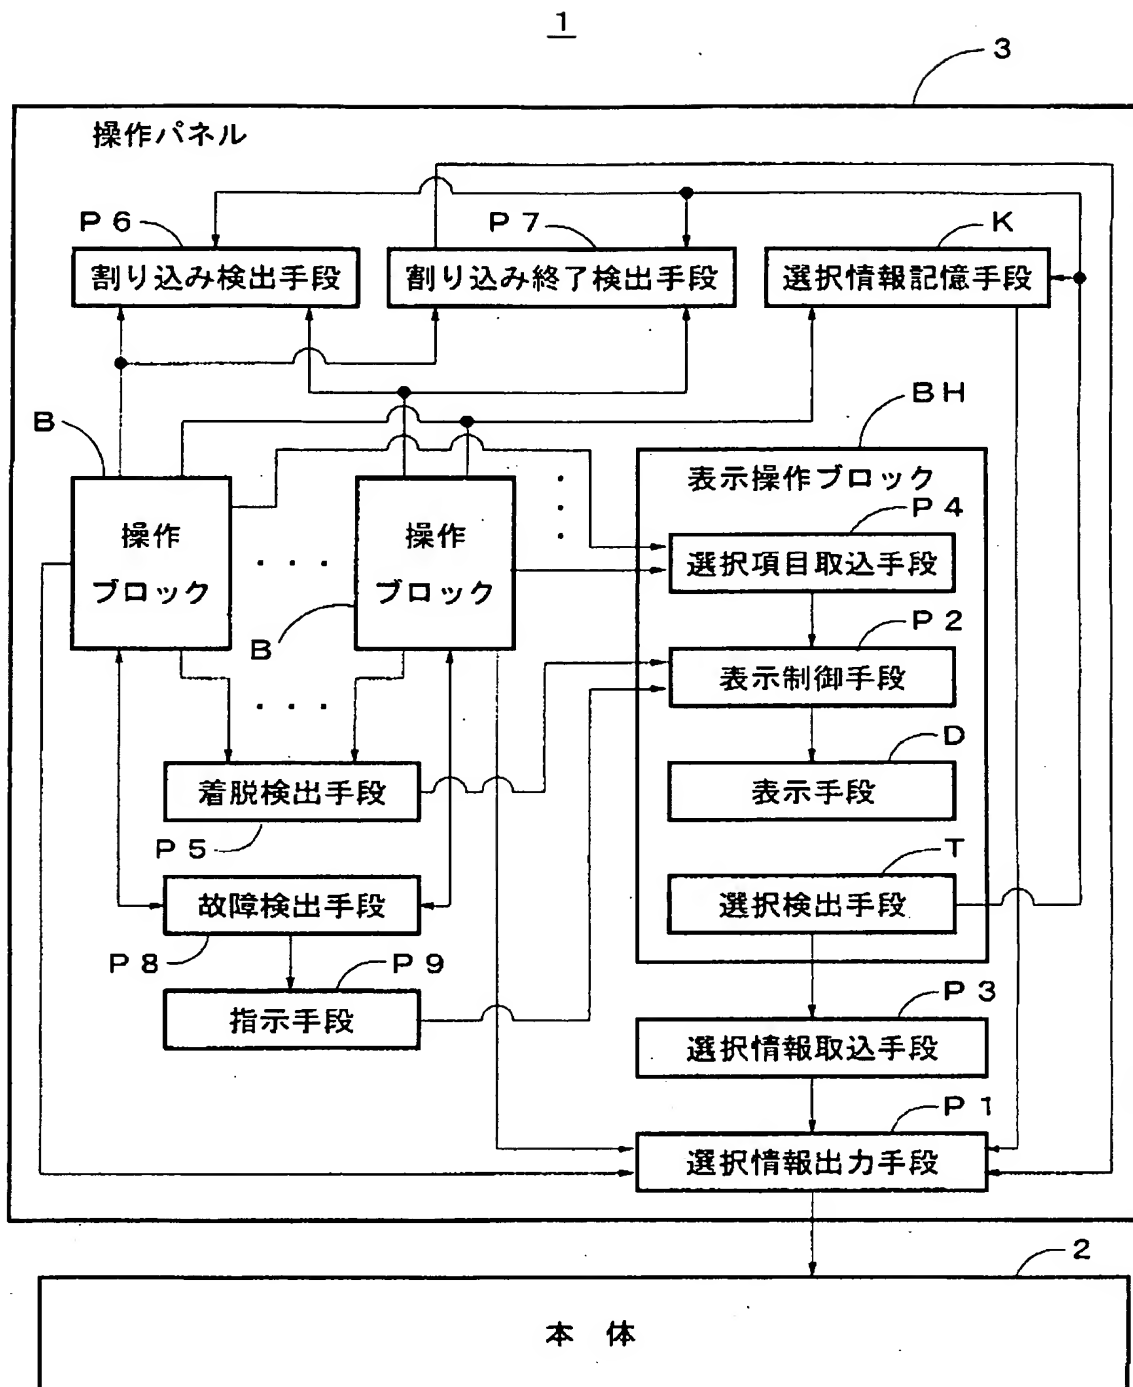 1
3
操作パネル
P6
P7
K
割り込み検出手段
割り込み終了検出手段
選択情報記憶手段
B
BH
操作
ブロック
操作
ブロック
B
表示操作ブロック
P4
選択項目取込手段
P2
表示制御手段
D
表示手段
着脱検出手段
P5
T
選択検出手段
故障検出手段
P8
P9
指示手段
P3
選択情報取込手段
P1
選択情報出力手段
2
本体